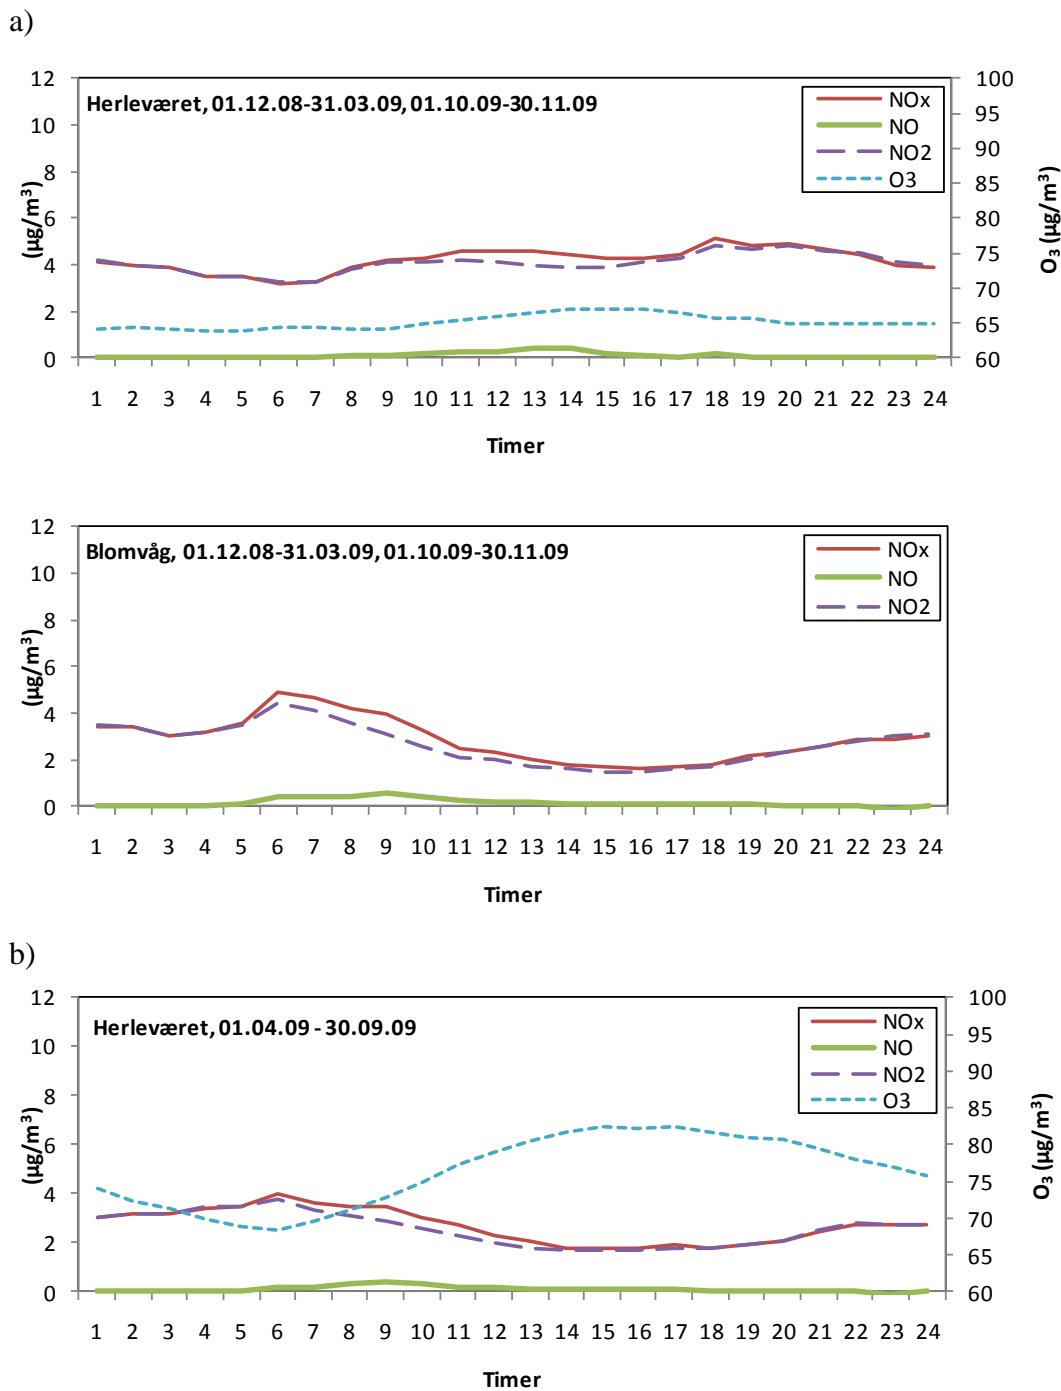 a)
Herleværet, 01.12.08-31.03.09, 01.10.09-30.11.09
NOx
NO
NO2
O3
12
10
8
6
4
2
0
100
95
90
85
80
75
70
65
60
(µg/m³)
O₃ (µg/m³)
1 2 3 4 5 6 7 8 9 10 11 12 13 14 15 16 17 18 19 20 21 22 23 24
Timer
Blomvåg, 01.12.08-31.03.09, 01.10.09-30.11.09
NOx
NO
NO2
12
10
8
6
4
2
0
(µg/m³)
1 2 3 4 5 6 7 8 9 10 11 12 13 14 15 16 17 18 19 20 21 22 23 24
Timer
b)
Herleværet, 01.04.09 - 30.09.09
NOx
NO
NO2
O3
12
10
8
6
4
2
0
100
95
90
85
80
75
70
65
60
(µg/m³)
O₃ (µg/m³)
1 2 3 4 5 6 7 8 9 10 11 12 13 14 15 16 17 18 19 20 21 22 23 24
Timer